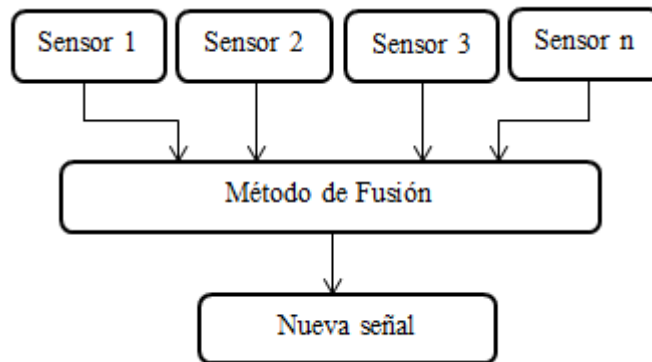 Sensor 1
Sensor 2
Sensor 3
Sensor n
Método de Fusión
Nueva señal